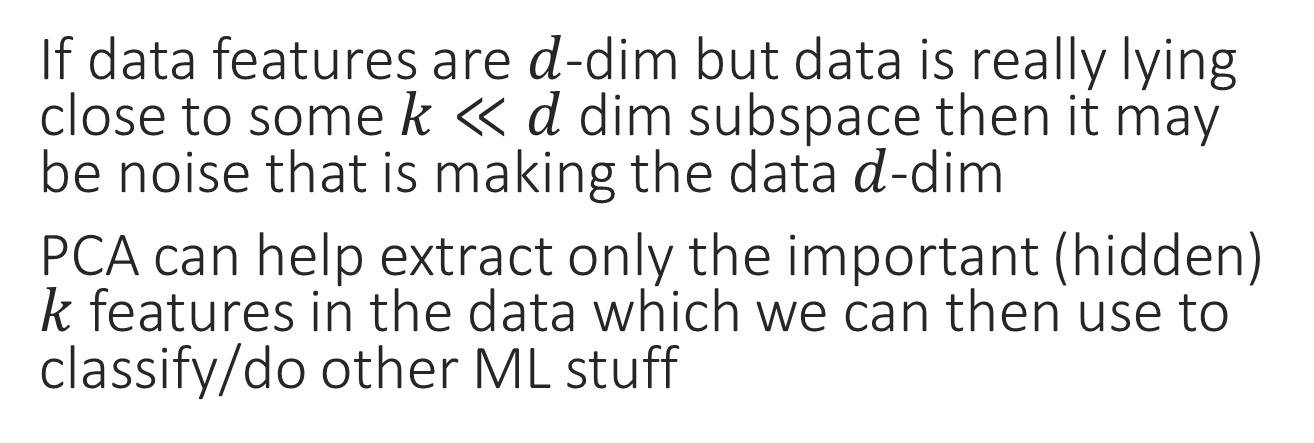 If data features are d-dim but data is really lying
close to some k ≪ d dim subspace then it may
be noise that is making the data d-dim
PCA can help extract only the important (hidden)
k features in the data which we can then use to
classify/do other ML stuff